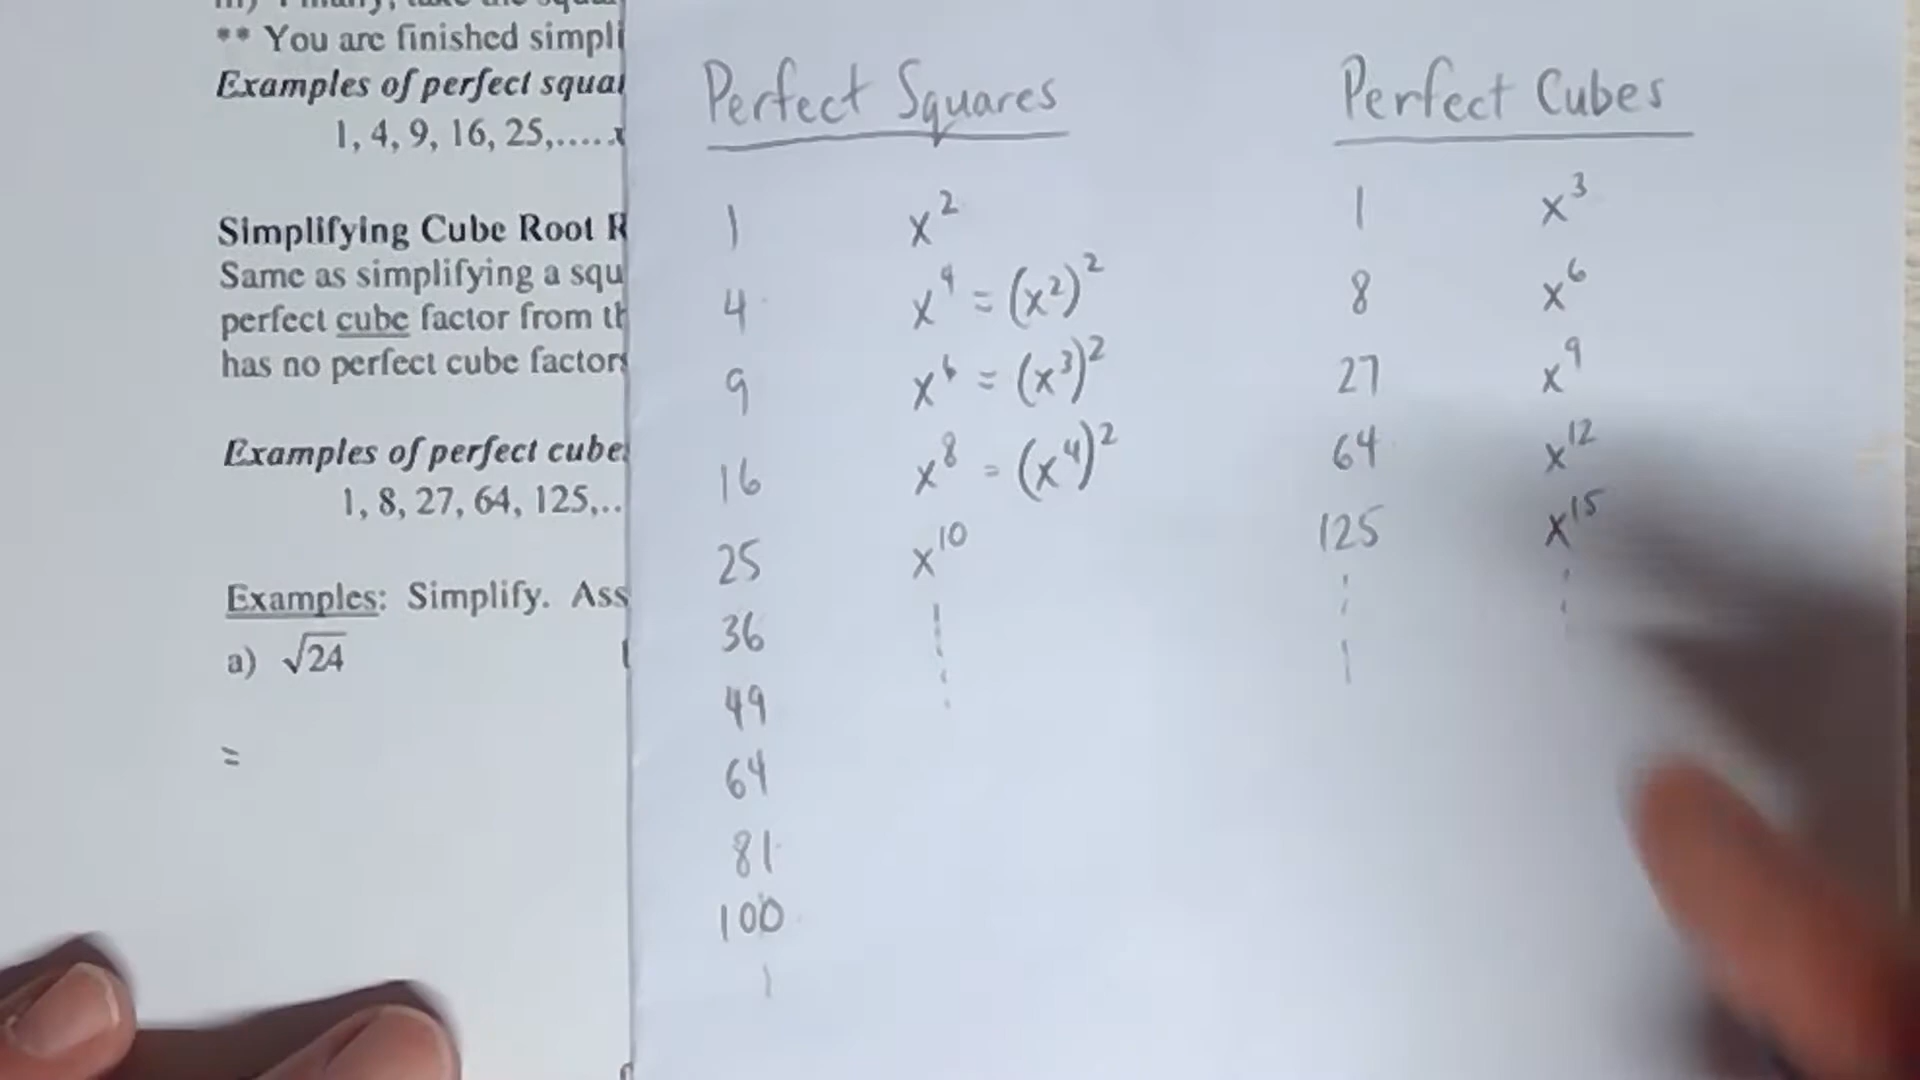 ** You are finished simpli
Examples of perfect squar
1, 4, 9, 16, 25,.....
Simplifying Cube Root R
Same as simplifying a squ
perfect cube factor from th
has no perfect cube factors
Examples of perfect cube
1, 8, 27, 64, 125,...
Examples: Simplify. Ass
a) √24
=
Perfect Squares
1 x²
4 x⁴ = (x²)²
9 x⁶ = (x³)²
16 x⁸ = (x⁴)²
25 x¹⁰
36
49
64
81
100
Perfect Cubes
1 x³
8 x⁶
27 x⁹
64 x¹²
125 x¹⁵